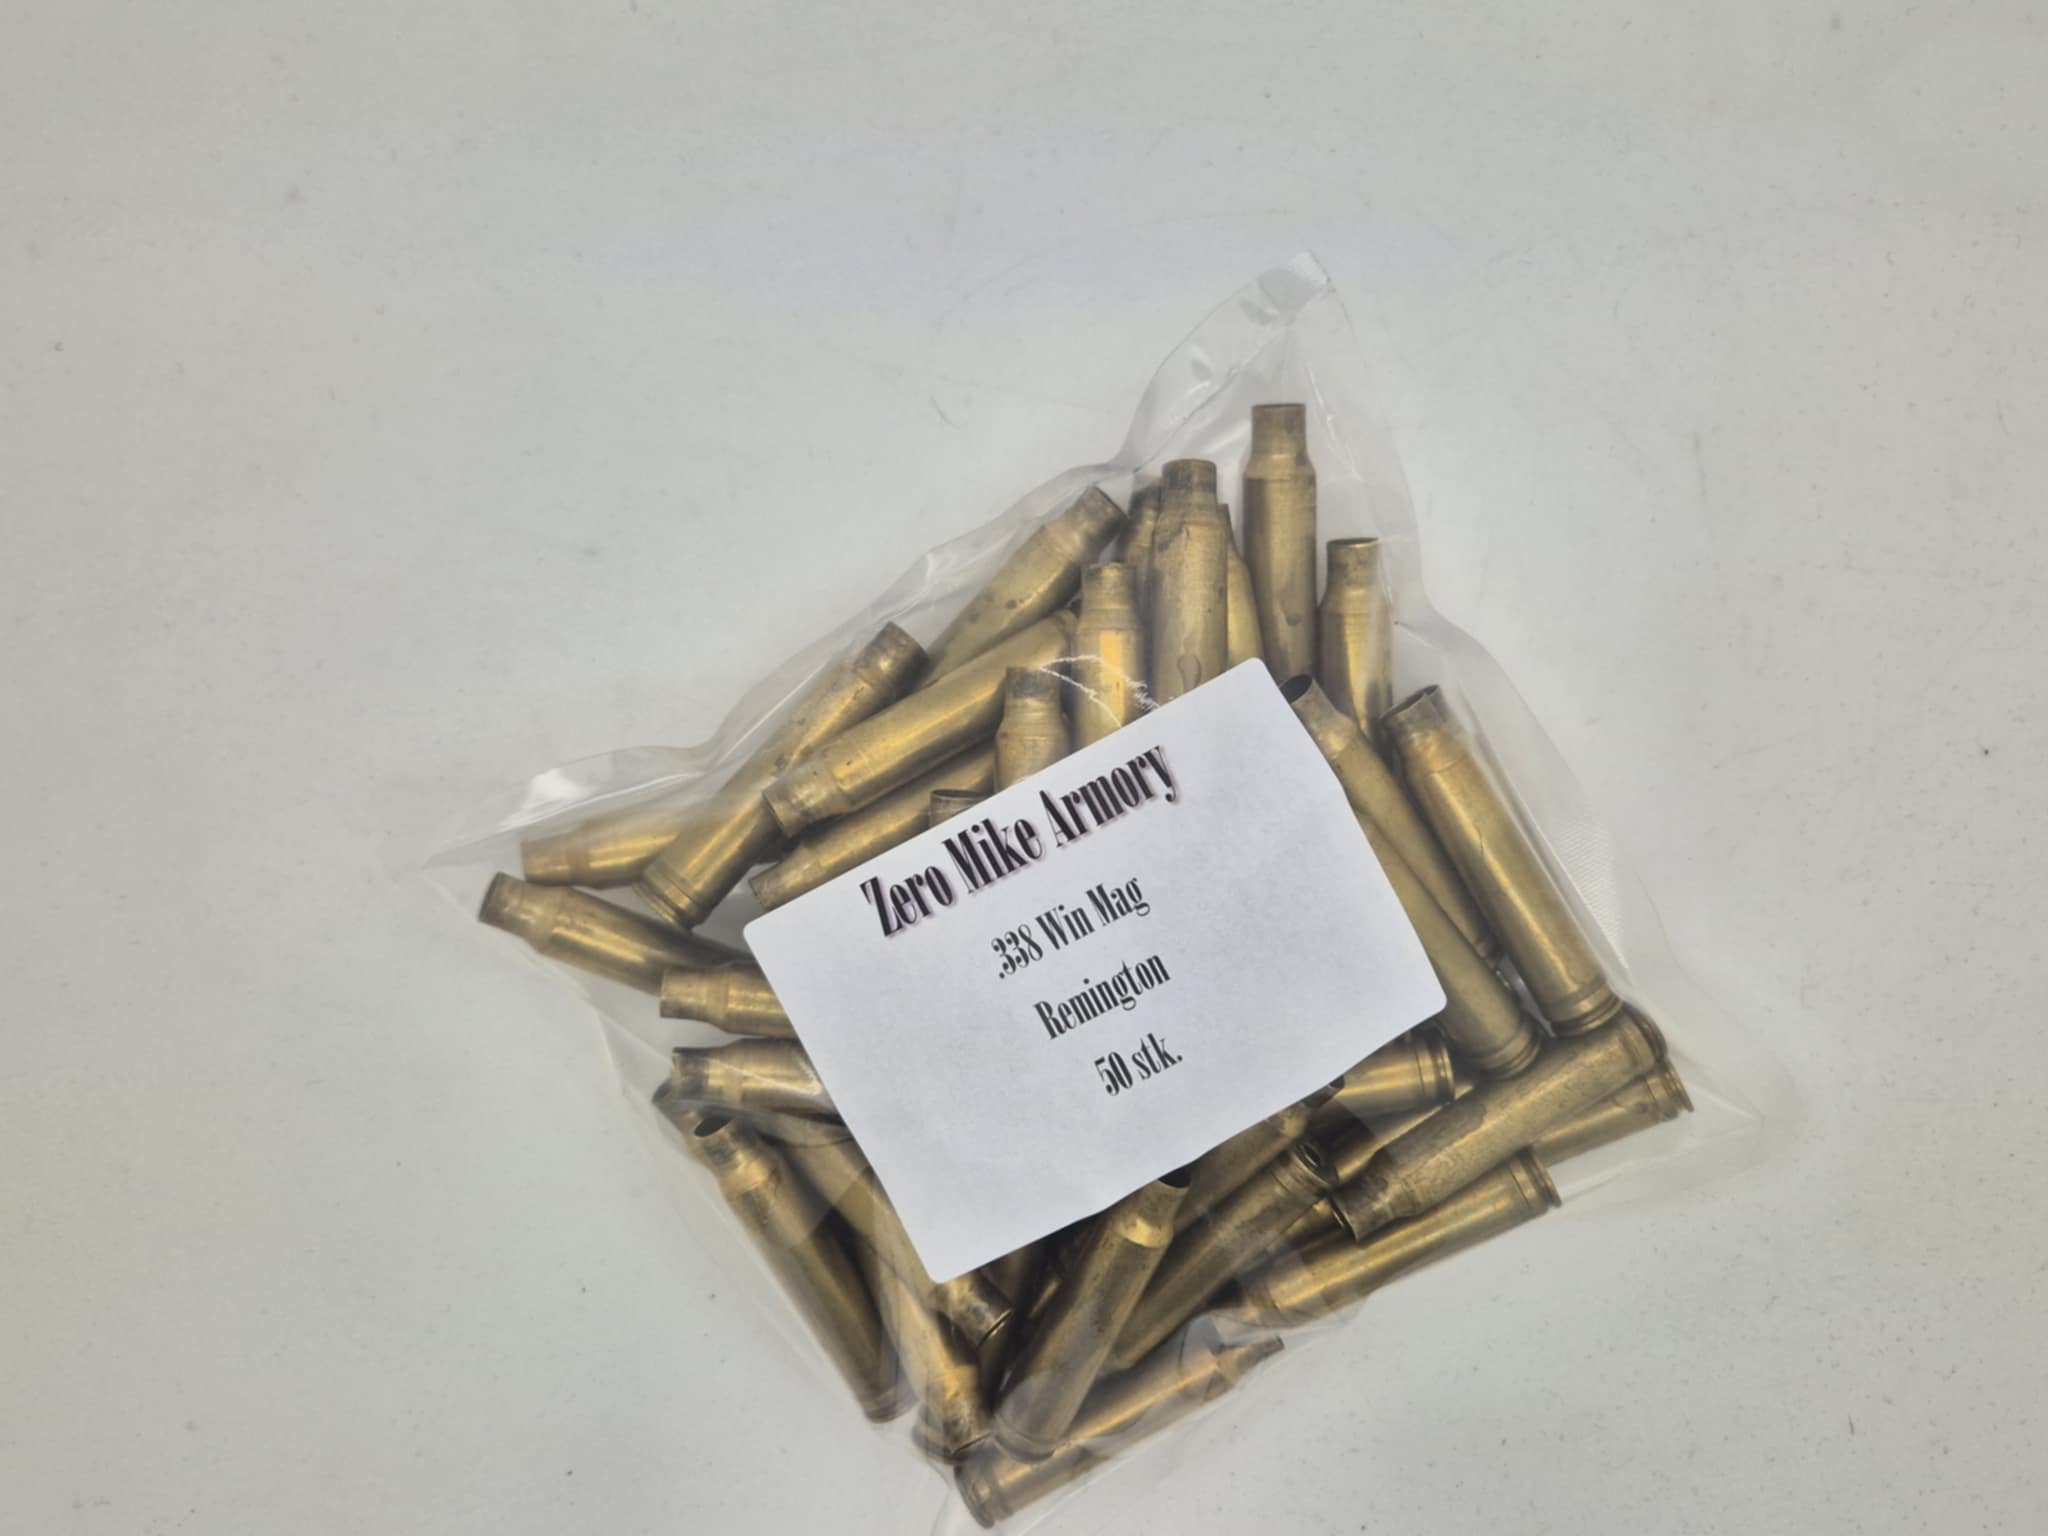 Zero Mike Armory
.338 Win Mag
Remington
50 stk.